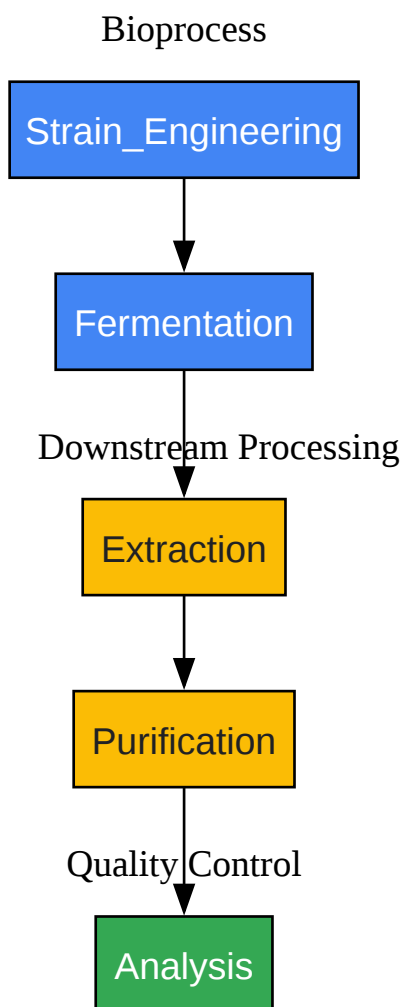 Bioprocess
Strain_Engineering
Fermentation
Downstream Processing
Extraction
Purification
Quality Control
Analysis